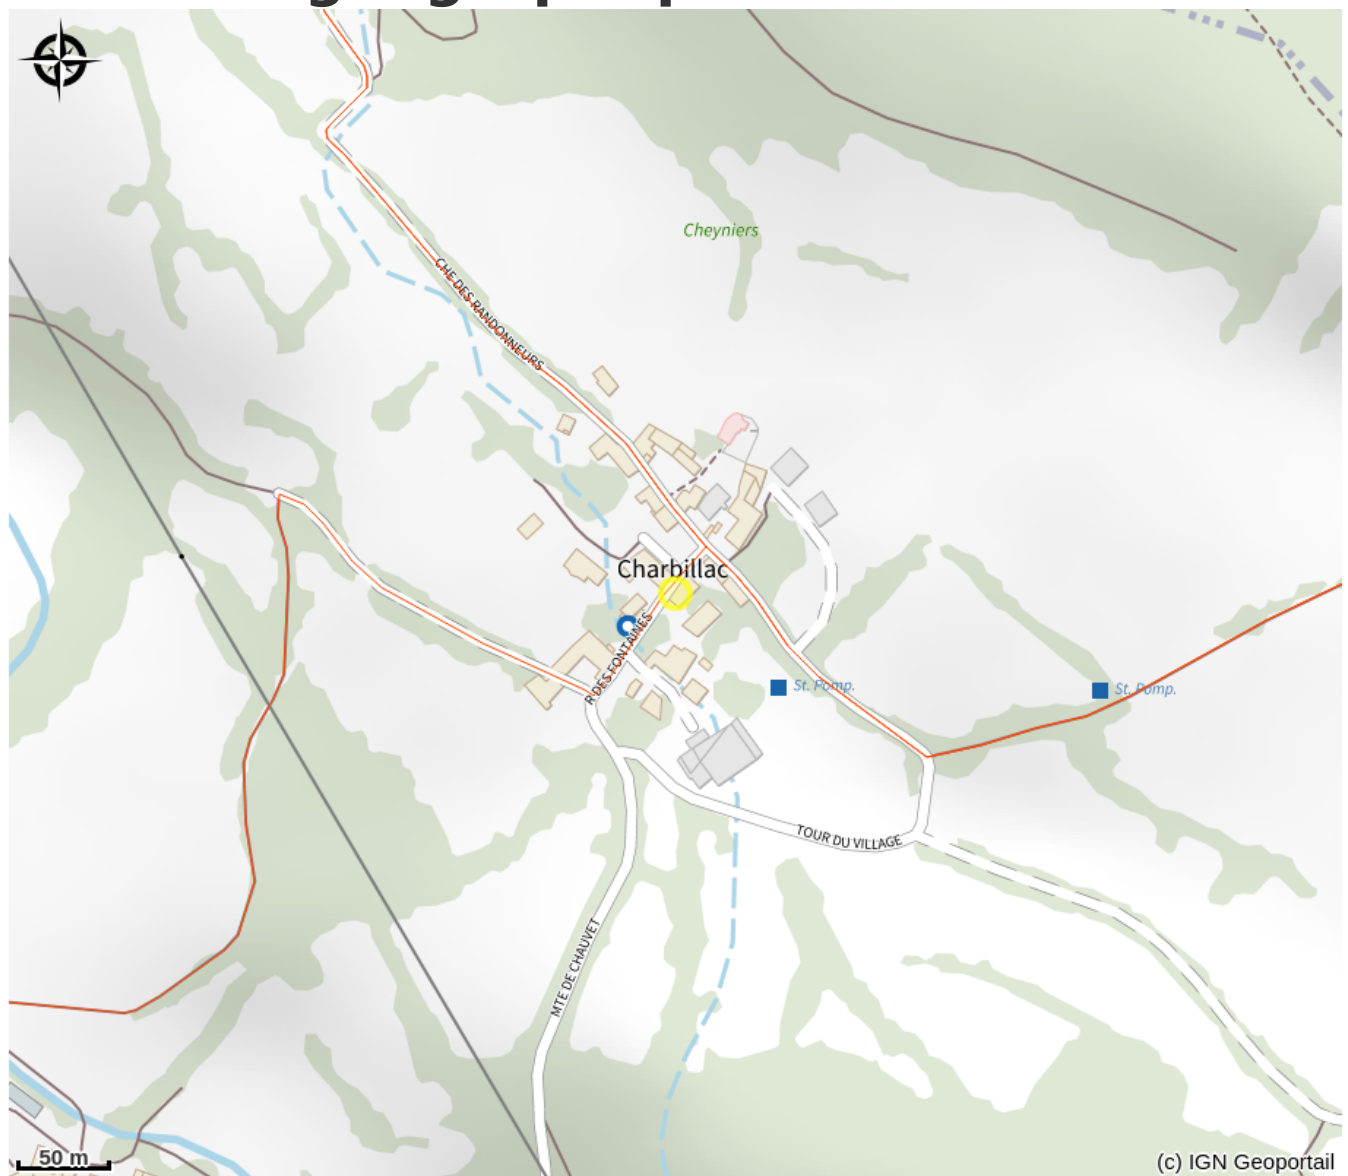 Cheyniers
CHE DES RANDONNEURS
Charbillac
R DES FONTAINES
St. Pomp.
St. Pomp.
TOUR DU VILLAGE
MTE DE CHAUVET
50 m
(c) IGN Geoportail